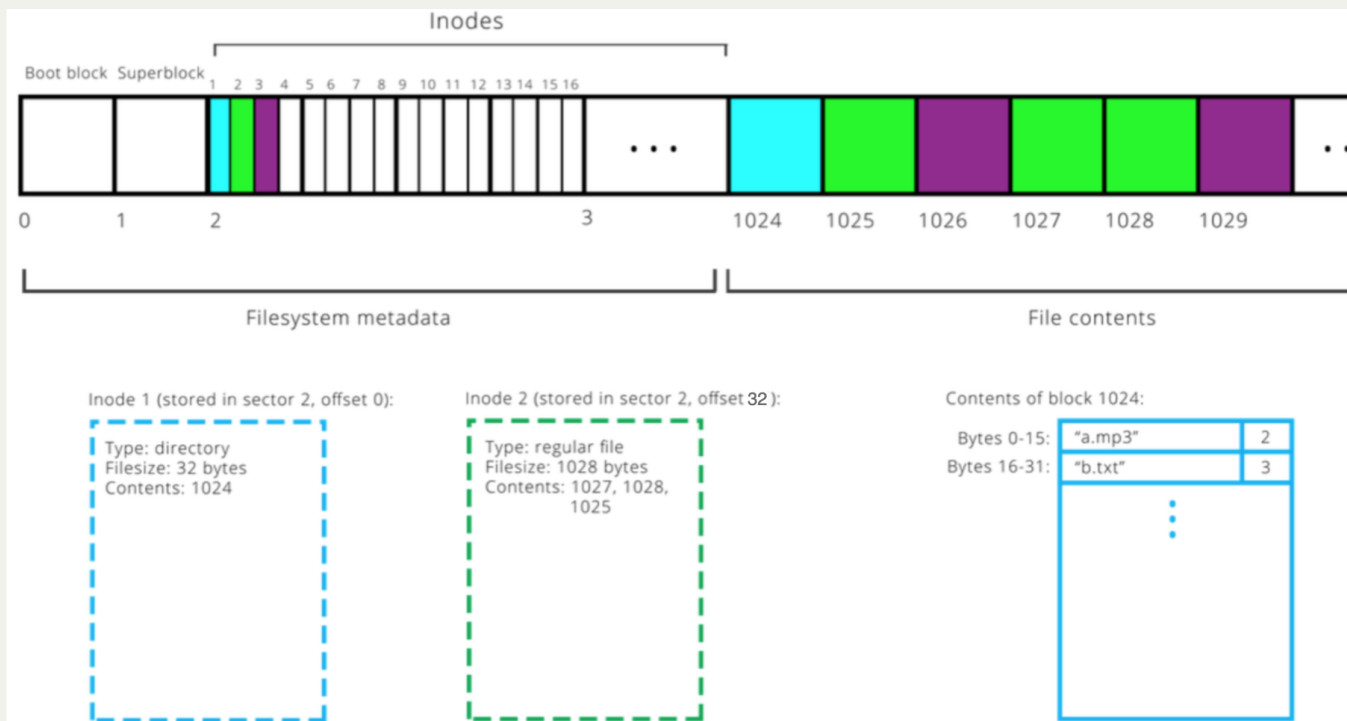 Inodes
Boot block Superblock
1 2 3 4 5 6 7 8 9 10 11 12 13 14 15 16
0 1 2 3 1024 1025 1026 1027 1028 1029
Filesystem metadata File contents
Inode 1 (stored in sector 2, offset 0):
Type: directory
Filesize: 32 bytes
Contents: 1024
Inode 2 (stored in sector 2, offset 32):
Type: regular file
Filesize: 1028 bytes
Contents: 1027, 1028,
1025
Contents of block 1024:
Bytes 0-15: “a.mp3” 2
Bytes 16-31: “b.txt” 3